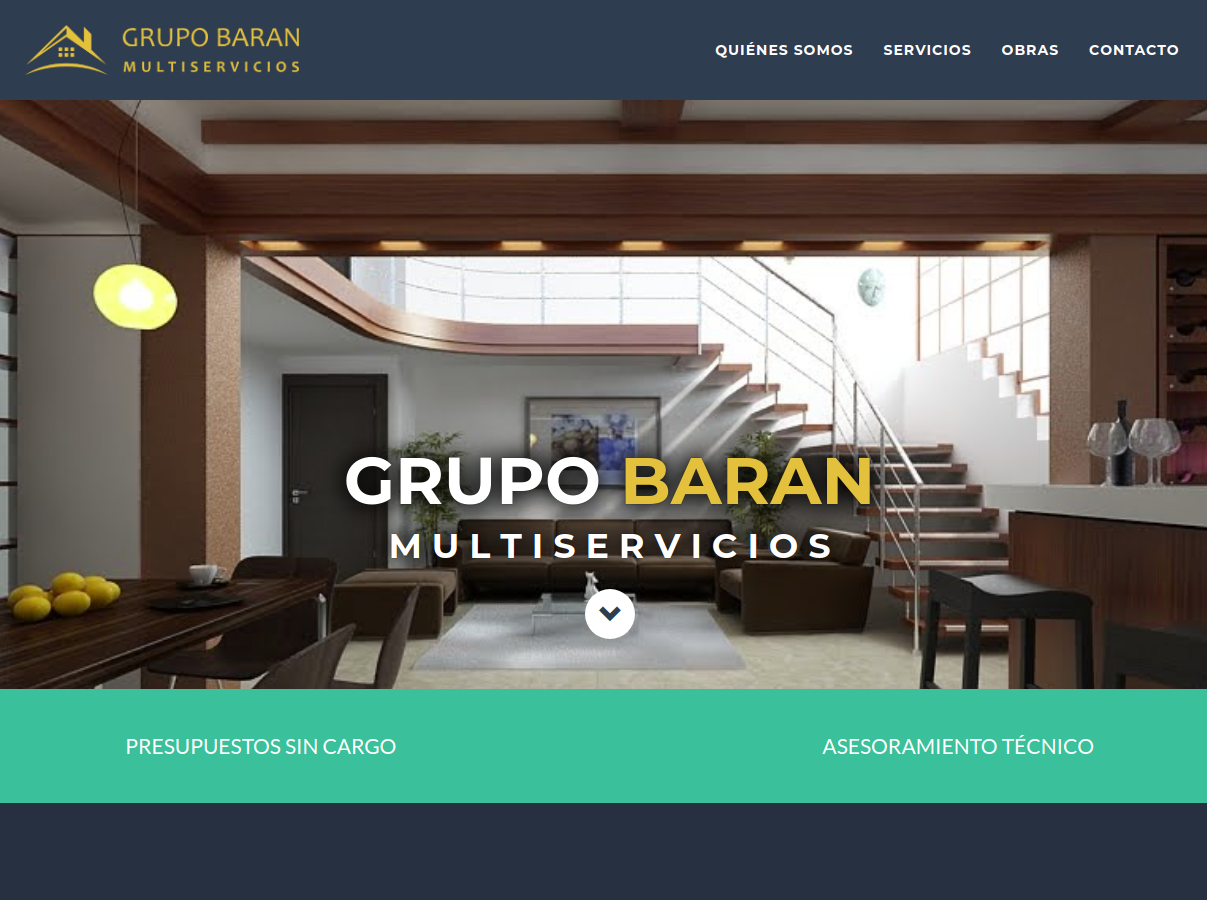 GRUPO BARAN
MULTISERVICIOS
QUIÉNES SOMOS SERVICIOS OBRAS CONTACTO
GRUPO BARAN
MULTISERVICIOS
PRESUPUESTOS SIN CARGO
ASESORAMIENTO TÉCNICO